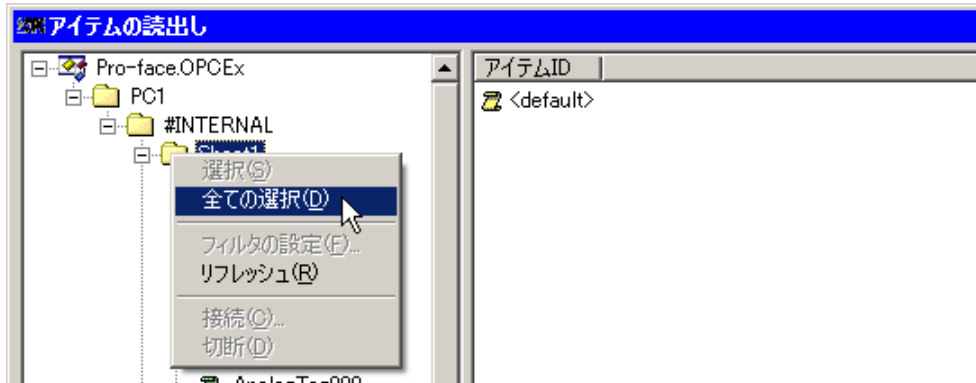 アイテムの読出し
Pro-face.OPCEx
PC1
#INTERNAL
選択(S)
全ての選択(D)
フィルタの設定(F)...
リフレッシュ(R)
接続(C)...
切断(D)
アイテムID
<default>